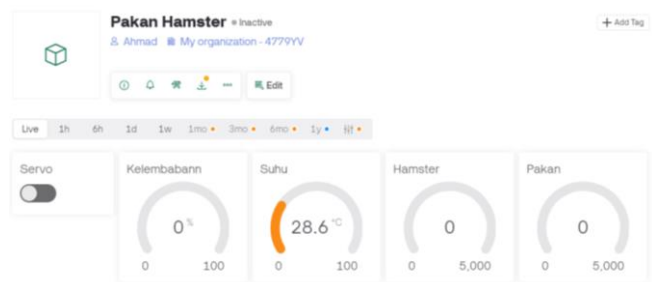 Pakan Hamster Inactive
+ Add Tag
Ahmad My organization - 4779YV
Edit
Live 1h 6h 1d 1w 1mo 3mo 6mo 1y
Servo Kelembabann Suhu Hamster Pakan
0 % 28.6 °C 0 0
0 100 0 100 0 5,000 0 5,000